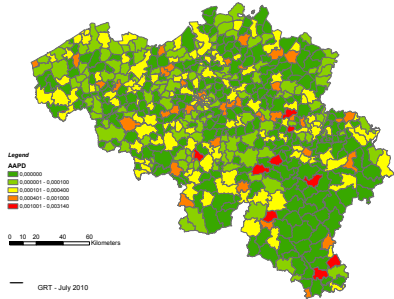 Legend
AAPD
0,000000
0,000001 - 0,000100
0,000101 - 0,000400
0,000401 - 0,001000
0,001001 - 0,003140
0 10 20 40 60
Kilometers
GRT - July 2010